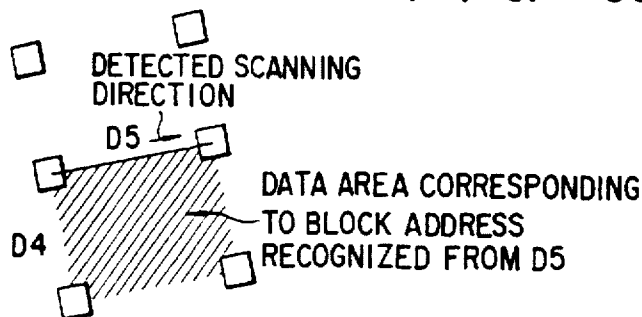 DETECTED SCANNING
DIRECTION
D5
DATA AREA CORRESPONDING
TO BLOCK ADDRESS
D4
RECOGNIZED FROM D5